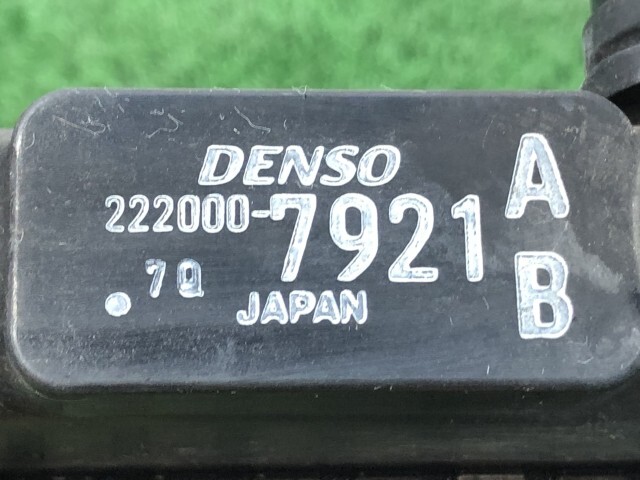 DENSO
222000-7921
7Q
JAPAN
A
B